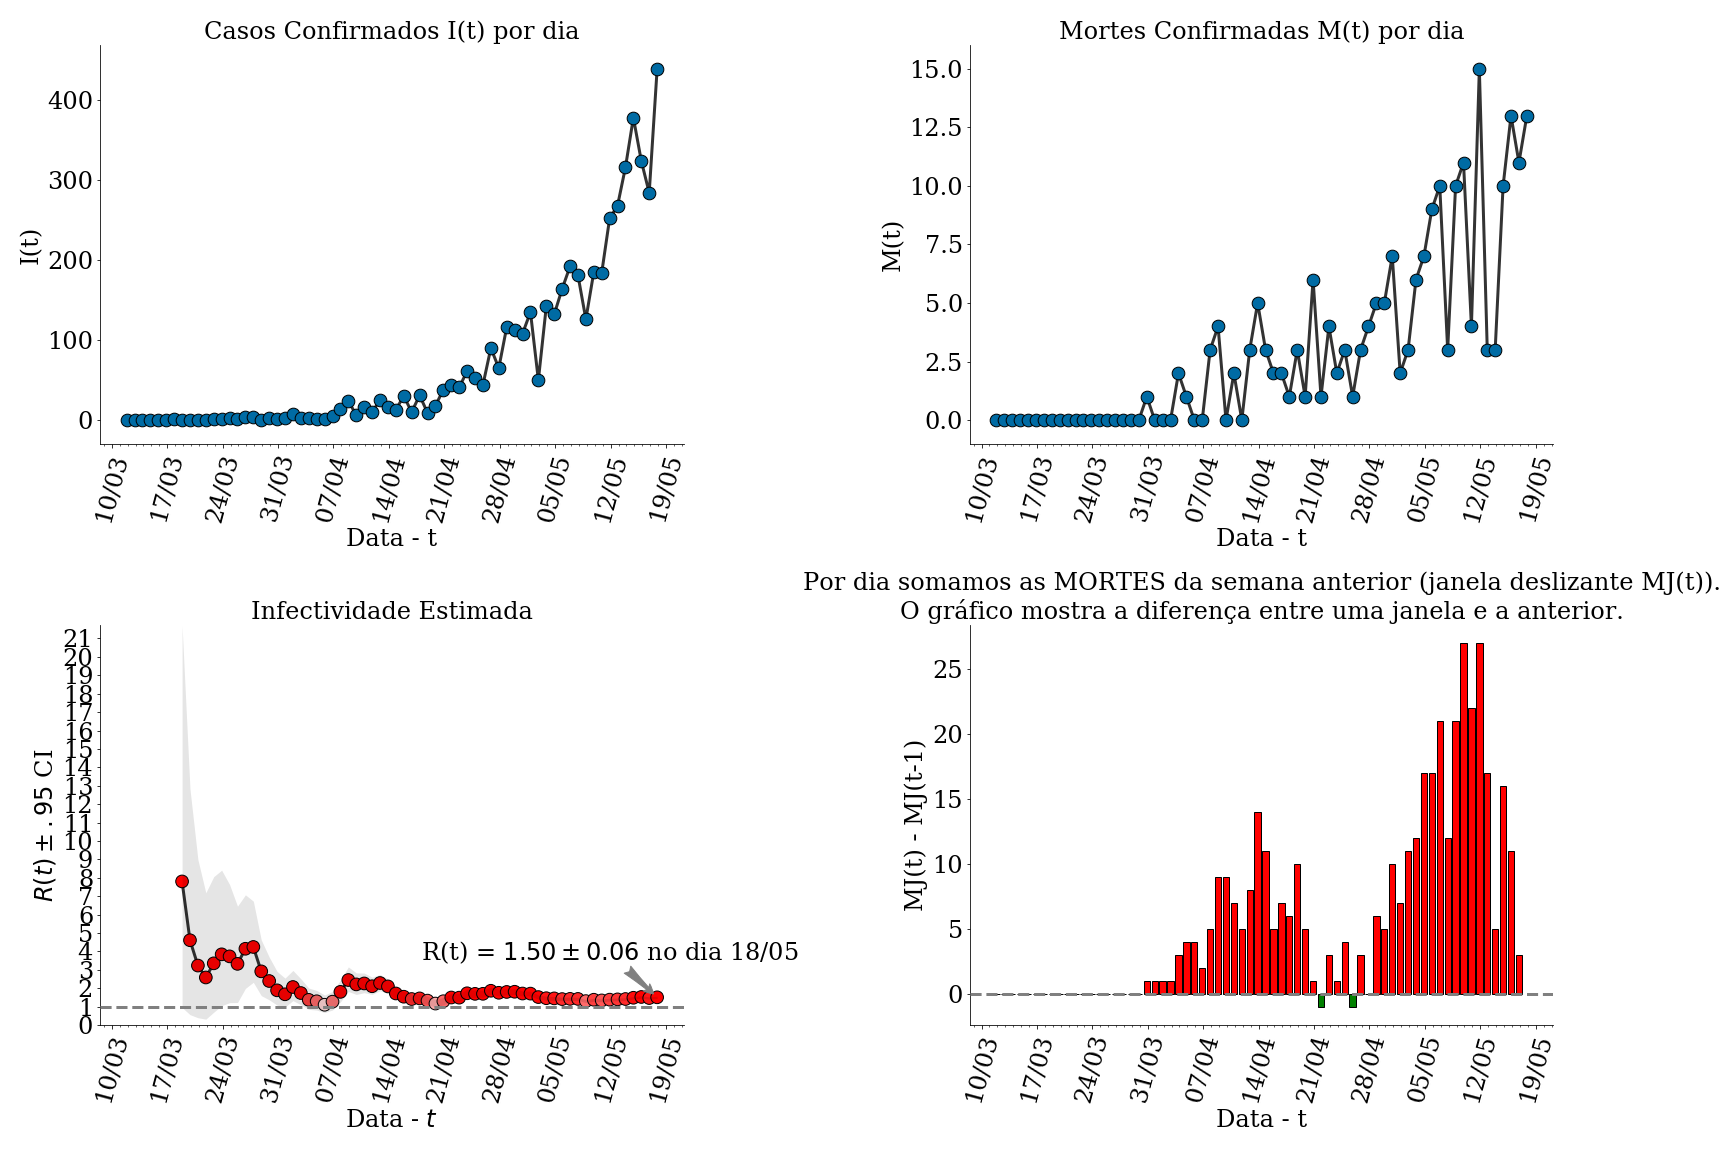 Casos Confirmados I(t) por dia
I(t)
400
300
200
100
0
10/03 17/03 24/03 31/03 07/04 14/04 21/04 28/04 05/05 12/05 19/05
Data - t
Mortes Confirmadas M(t) por dia
M(t)
15.0
12.5
10.0
7.5
5.0
2.5
0.0
10/03 17/03 24/03 31/03 07/04 14/04 21/04 28/04 05/05 12/05 19/05
Data - t
Infectividade Estimada
R(t) ± .95 CI
21
20
19
18
17
16
15
14
13
12
11
10
9
8
7
6
5
4
3
2
1
0
R(t) = 1.50 ± 0.06 no dia 18/05
10/03 17/03 24/03 31/03 07/04 14/04 21/04 28/04 05/05 12/05 19/05
Data - t
Por dia somamos as MORTES da semana anterior (janela deslizante MJ(t)).
O gráfico mostra a diferença entre uma janela e a anterior.
MJ(t) - MJ(t-1)
25
20
15
10
5
0
10/03 17/03 24/03 31/03 07/04 14/04 21/04 28/04 05/05 12/05 19/05
Data - t